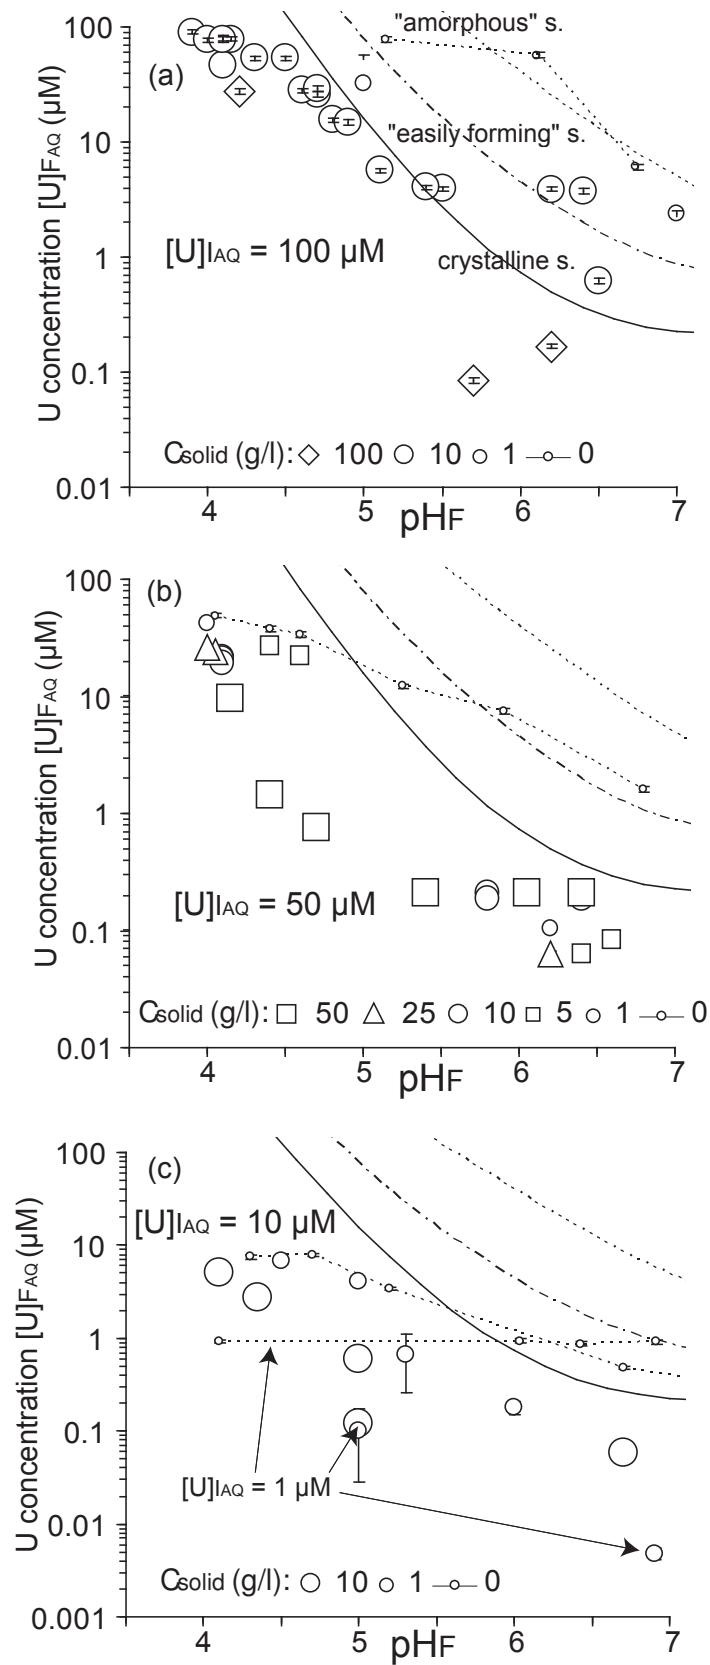 U concentration [U]FAQ (µM)
100
10
1
0.1
0.01
(a)
"amorphous" s.
"easily forming" s.
crystalline s.
[U]IAQ = 100 µM
Csolid (g/l): 100 10 1 0
4 5 6 7
pHF
U concentration [U]FAQ (µM)
100
10
1
0.1
0.01
(b)
[U]IAQ = 50 µM
Csolid (g/l): 50 25 10 5 1 0
4 5 6 7
pHF
U concentration [U]FAQ (µM)
100
10
1
0.1
0.01
0.001
(c)
[U]IAQ = 10 µM
[U]IAQ = 1 µM
Csolid (g/l): 10 1 0
4 5 6 7
pHF